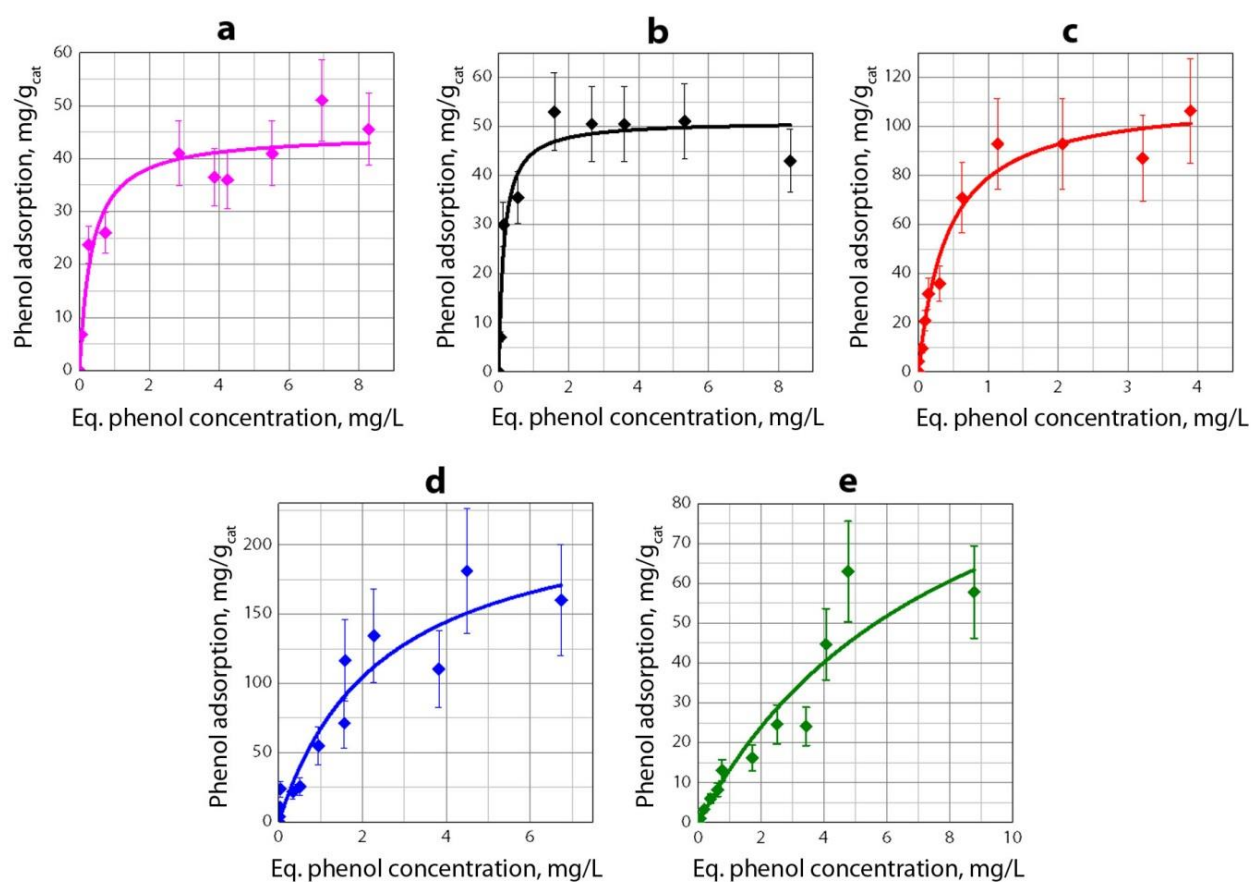 a
Phenol adsorption, mg/gcat
60
50
40
30
20
10
0
0 2 4 6 8
Eq. phenol concentration, mg/L
b
Phenol adsorption, mg/gcat
60
50
40
30
20
10
0
0 2 4 6 8
Eq. phenol concentration, mg/L
c
Phenol adsorption, mg/gcat
120
100
80
60
40
20
0
0 1 2 3 4
Eq. phenol concentration, mg/L
d
Phenol adsorption, mg/gcat
200
150
100
50
0
0 2 4 6
Eq. phenol concentration, mg/L
e
Phenol adsorption, mg/gcat
80
70
60
50
40
30
20
10
0
0 2 4 6 8 10
Eq. phenol concentration, mg/L